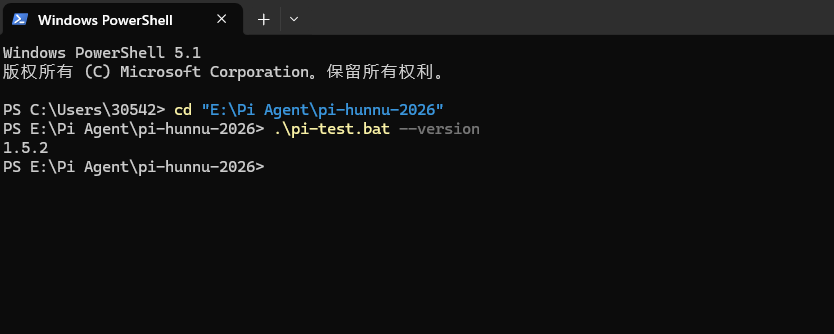 Windows PowerShell
Windows PowerShell 5.1
版权所有 (C) Microsoft Corporation。保留所有权利。
PS C:\Users\30542> cd "E:\Pi Agent\pi-hunnu-2026"
PS E:\Pi Agent\pi-hunnu-2026> .\pi-test.bat --version
1.5.2
PS E:\Pi Agent\pi-hunnu-2026>